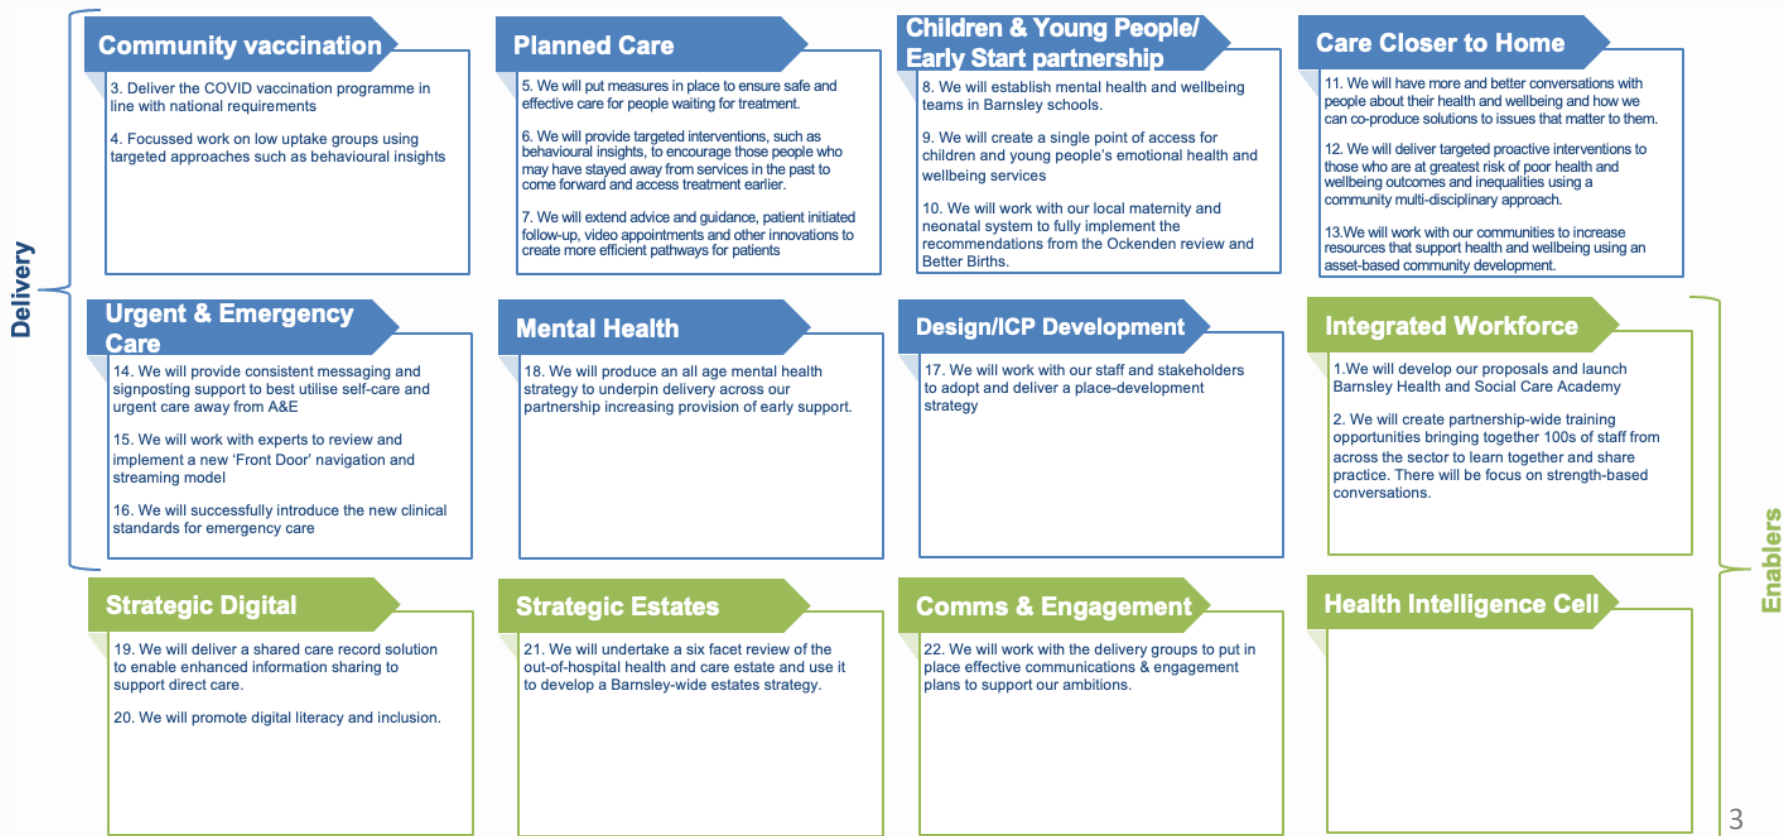 Delivery
Community vaccination
3. Deliver the COVID vaccination programme in
line with national requirements
4. Focussed work on low uptake groups using
targeted approaches such as behavioural insights
Planned Care
5. We will put measures in place to ensure safe and
effective care for people waiting for treatment.
6. We will provide targeted interventions, such as
behavioural insights, to encourage those people who
may have stayed away from services in the past to
come forward and access treatment earlier.
7. We will extend advice and guidance, patient initiated
follow-up, video appointments and other innovations to
create more efficient pathways for patients
Children & Young People/
Early Start partnership
8. We will establish mental health and wellbeing
teams in Barnsley schools.
9. We will create a single point of access for
children and young people's emotional health and
wellbeing services
10. We will work with our local maternity and
neonatal system to fully implement the
recommendations from the Ockenden review and
Better Births.
Care Closer to Home
11. We will have more and better conversations with
people about their health and wellbeing and how we
can co-produce solutions to issues that matter to them.
12. We will deliver targeted proactive interventions to
those who are at greatest risk of poor health and
wellbeing outcomes and inequalities using a
community multi-disciplinary approach.
13.We will work with our communities to increase
resources that support health and wellbeing using an
asset-based community development.
Urgent & Emergency
Care
14. We will provide consistent messaging and
signposting support to best utilise self-care and
urgent care away from A&E
15. We will work with experts to review and
implement a new 'Front Door' navigation and
streaming model
16. We will successfully introduce the new clinical
standards for emergency care
Mental Health
18. We will produce an all age mental health
strategy to underpin delivery across our
partnership increasing provision of early support.
Design/ICP Development
17. We will work with our staff and stakeholders
to adopt and deliver a place-development
strategy
Integrated Workforce
1.We will develop our proposals and launch
Barnsley Health and Social Care Academy
2. We will create partnership-wide training
opportunities bringing together 100s of staff from
across the sector to learn together and share
practice. There will be focus on strength-based
conversations.
Enablers
Strategic Digital
19. We will deliver a shared care record solution
to enable enhanced information sharing to
support direct care.
20. We will promote digital literacy and inclusion.
Strategic Estates
21. We will undertake a six facet review of the
out-of-hospital health and care estate and use it
to develop a Barnsley-wide estates strategy.
Comms & Engagement
22. We will work with the delivery groups to put in
place effective communications & engagement
plans to support our ambitions.
Health Intelligence Cell
3